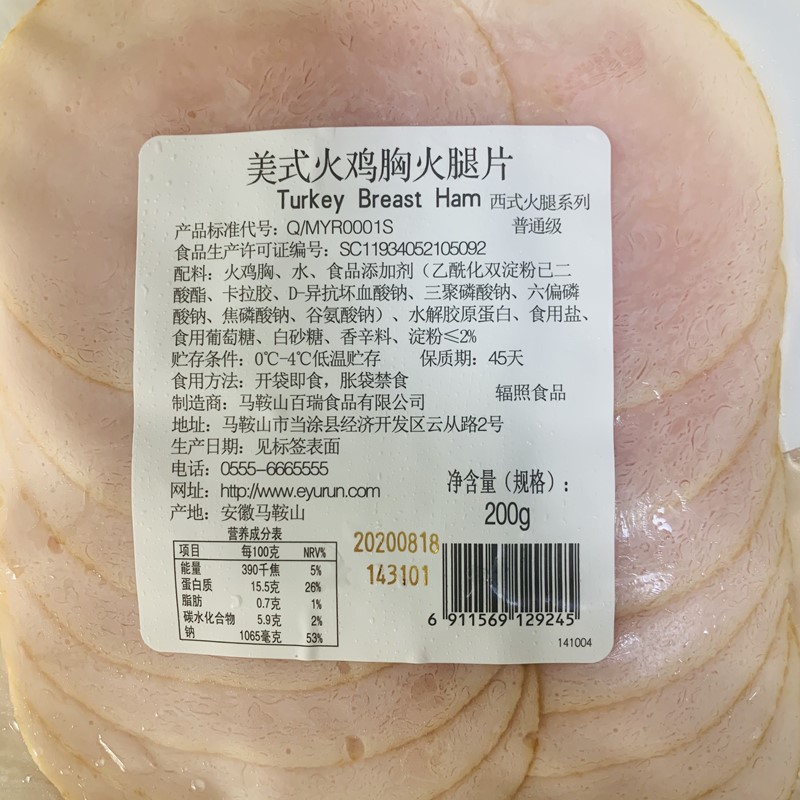 美式火鸡胸火腿片
Turkey Breast Ham 西式火腿系列
产品标准代号：Q/MYR0001S 普通级
食品生产许可证编号：SC11934052105092
配料：火鸡胸、水、食品添加剂（乙酰化双淀粉己二
酸酯、卡拉胶、D-异抗坏血酸钠、三聚磷酸钠、六偏磷
酸钠、焦磷酸钠、谷氨酸钠）、水解胶原蛋白、食用盐、
食用葡萄糖、白砂糖、香辛料、淀粉≤2%
贮存条件：0℃-4℃低温贮存 保质期：45天
食用方法：开袋即食，胀袋禁食
辐照食品
制造商：马鞍山百瑞食品有限公司
地址：马鞍山市当涂县经济开发区云从路2号
生产日期：见标签表面
电话：0555-6665555
网址：http://www.eyurun.com
净含量（规格）：
200g
产地：安徽马鞍山
营养成分表
项目 每100克 NRV%
能量 390千焦 5%
蛋白质 15.5克 26%
脂肪 0.7克 1%
碳水化合物 5.9克 2%
钠 1065毫克 53%
20200818
143101
6 911569 129245
141004